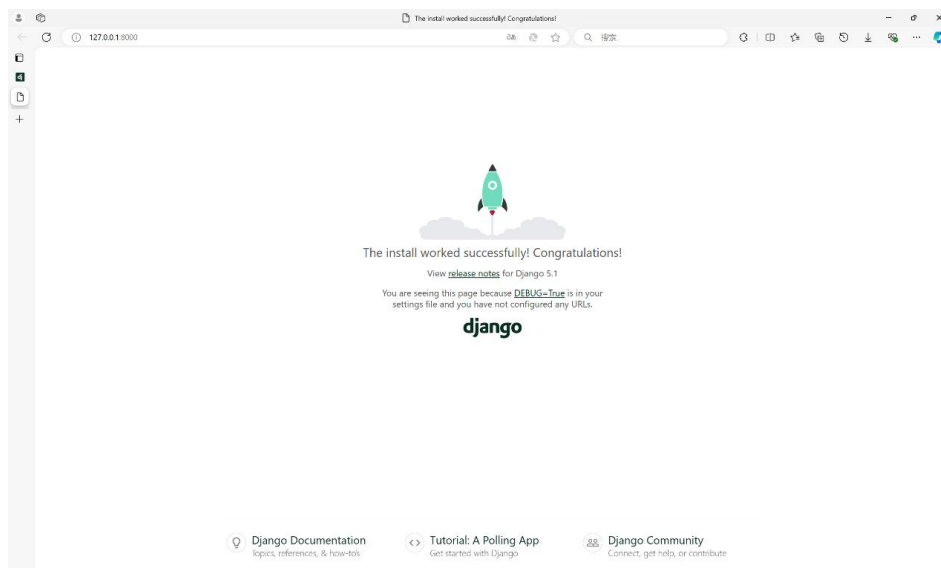 The install worked successfully! Congratulations!
127.0.0.1:8000
搜索
The install worked successfully! Congratulations!
View release notes for Django 5.1
You are seeing this page because DEBUG=True is in your
settings file and you have not configured any URLs.
django
Django Documentation
Topics, references, & how-to's
Tutorial: A Polling App
Get started with Django
Django Community
Connect, get help, or contribute